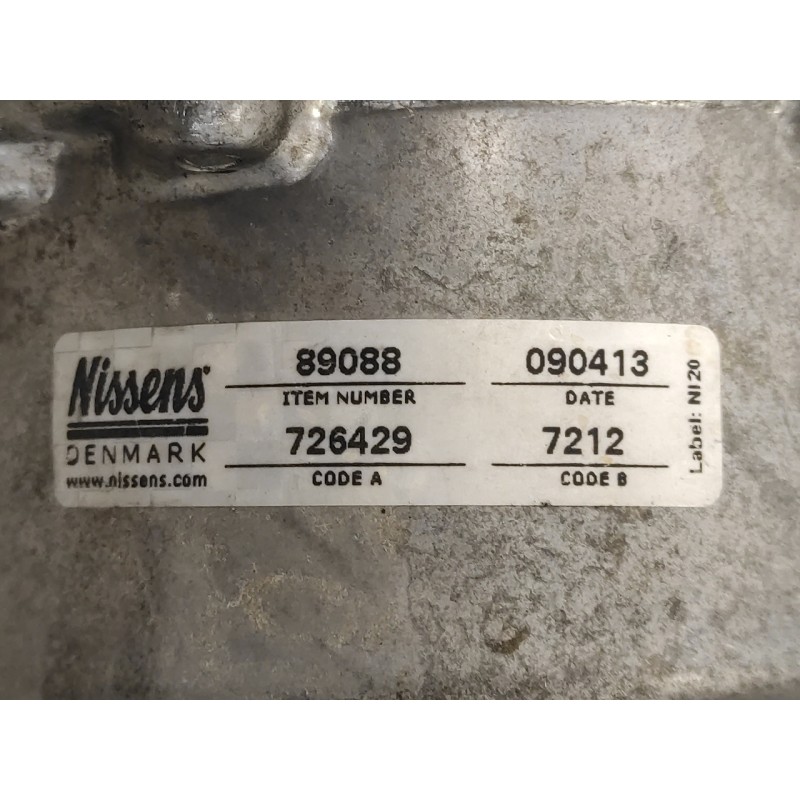 Nissens
DENMARK
www.nissens.com
89088
ITEM NUMBER
090413
DATE
726429
CODE A
7212
CODE B
Label: NI20